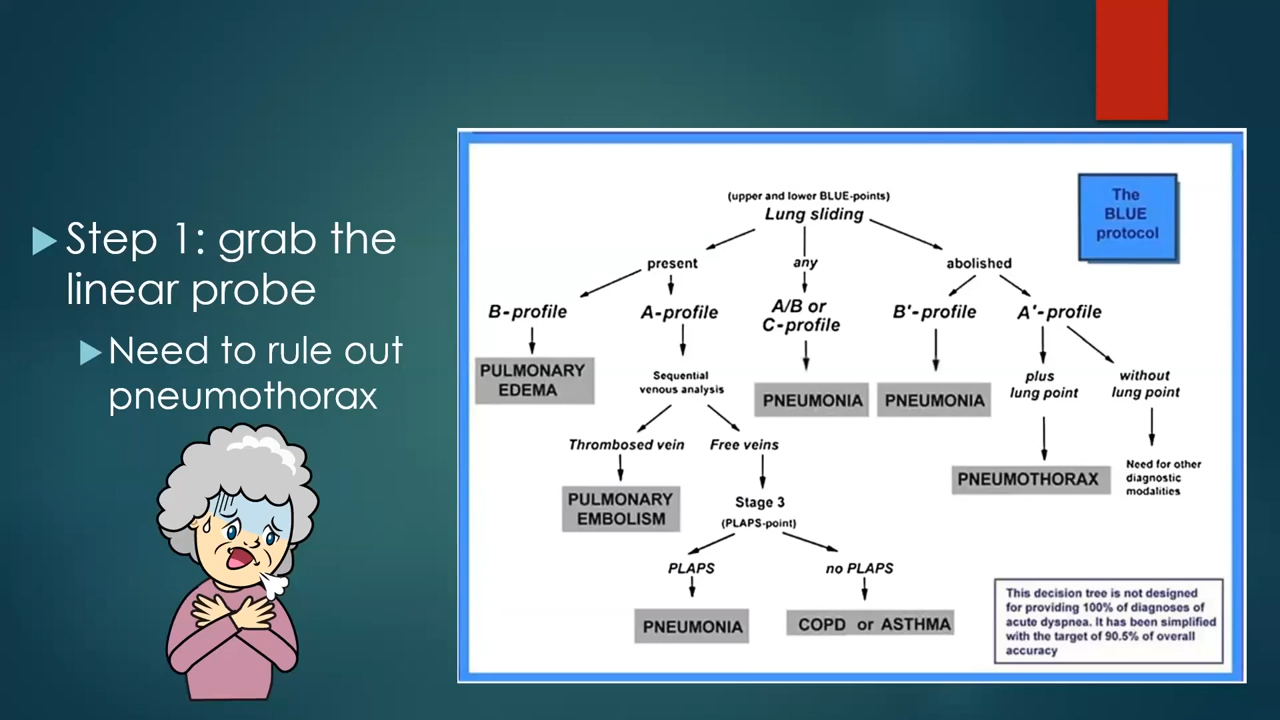 Step 1: grab the
linear probe
Need to rule out
pneumothorax
The
BLUE
protocol
(upper and lower BLUE-points)
Lung sliding
present
any
abolished
B-profile
A-profile
A/B or
C-profile
B'-profile
A'-profile
PULMONARY
EDEMA
Sequential
venous analysis
PNEUMONIA
PNEUMONIA
plus
lung point
without
lung point
Thrombosed vein
Free veins
PNEUMOTHORAX
Need for other
diagnostic
modalities
PULMONARY
EMBOLISM
Stage 3
(PLAPS-point)
PLAPS
no PLAPS
PNEUMONIA
COPD or ASTHMA
This decision tree is not designed
for providing 100% of diagnoses of
acute dyspnea. It has been simplified
with the target of 90.5% of overall
accuracy